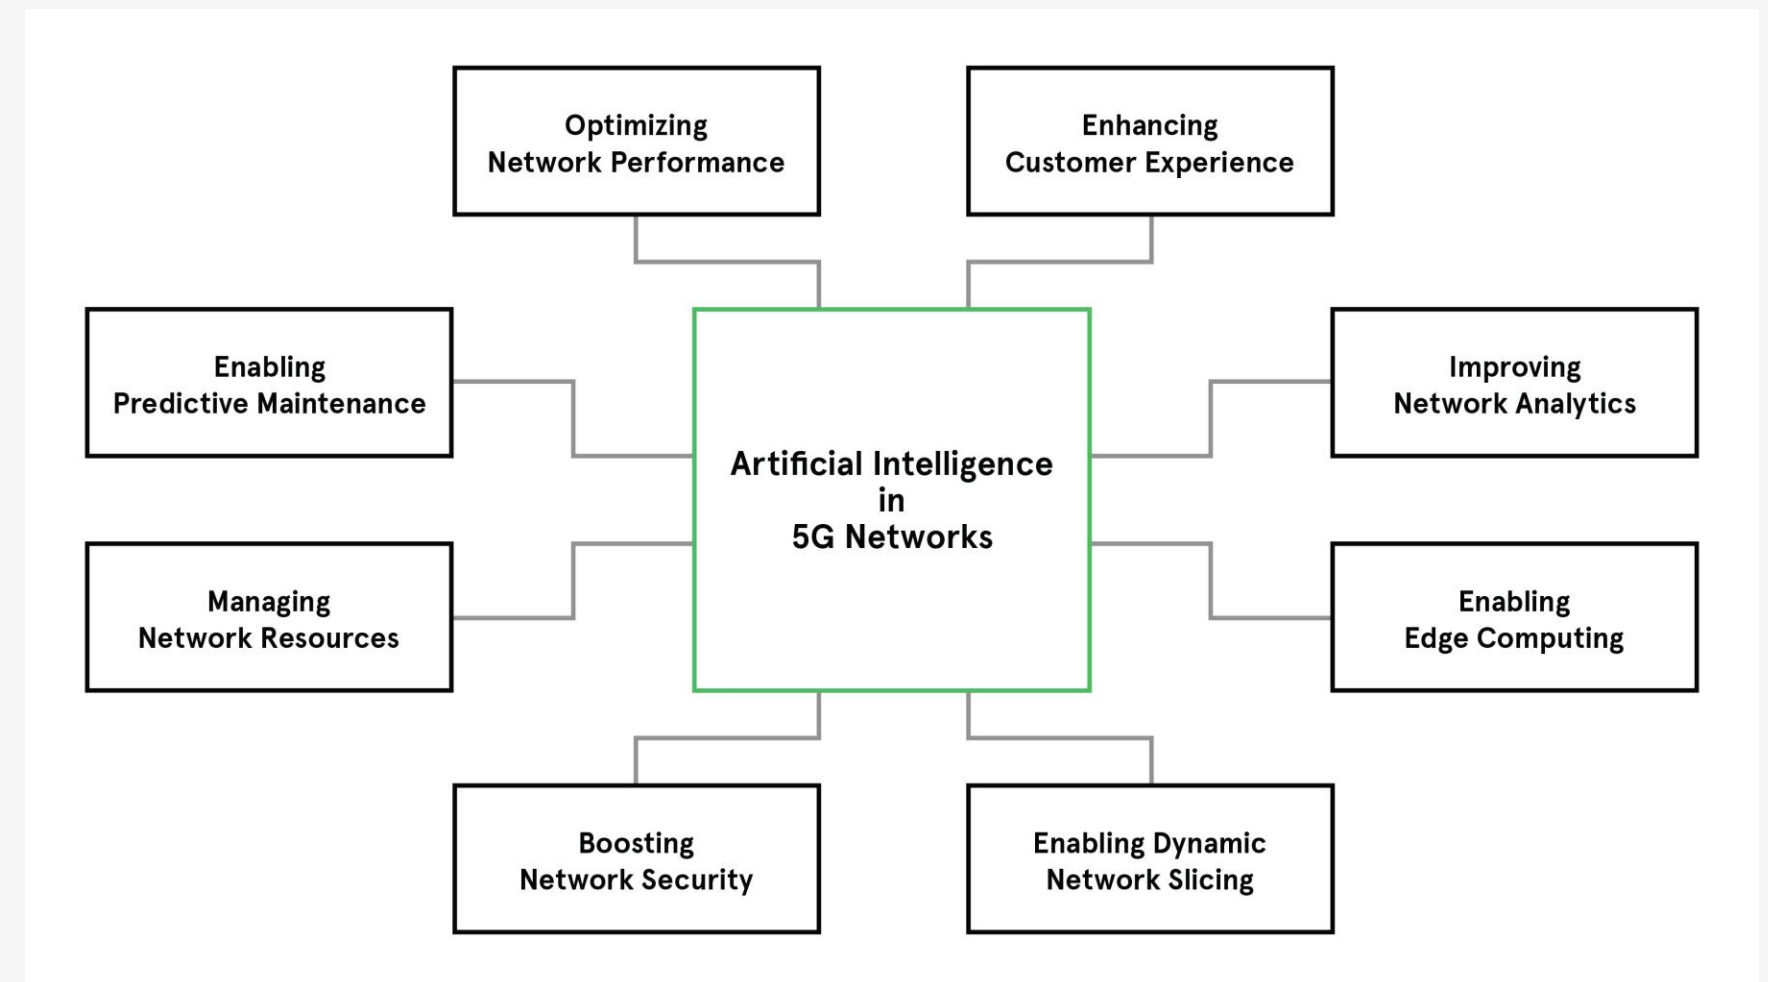 Optimizing
Network Performance
Enhancing
Customer Experience
Enabling
Predictive Maintenance
Improving
Network Analytics
Artificial Intelligence
in
5G Networks
Managing
Network Resources
Enabling
Edge Computing
Boosting
Network Security
Enabling Dynamic
Network Slicing